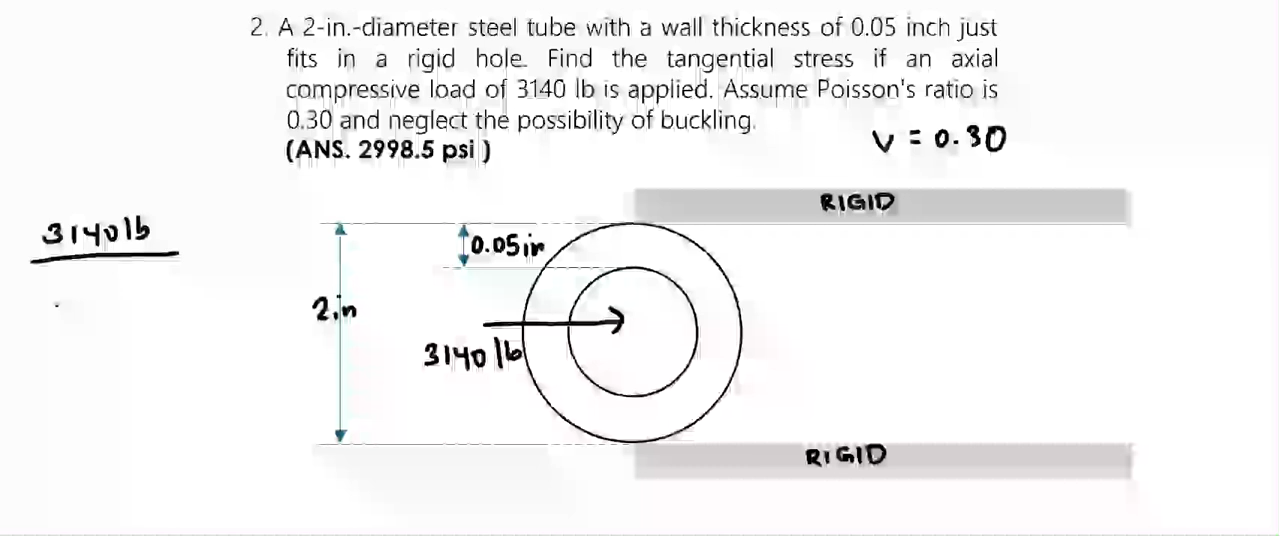 2. A 2-in.-diameter steel tube with a wall thickness of 0.05 inch just
fits in a rigid hole. Find the tangential stress if an axial
compressive load of 3140 lb is applied. Assume Poisson's ratio is
0.30 and neglect the possibility of buckling.
(ANS. 2998.5 psi )
v = 0.30
RIGID
3140lb
0.05in
2in
3140 lb
RIGID